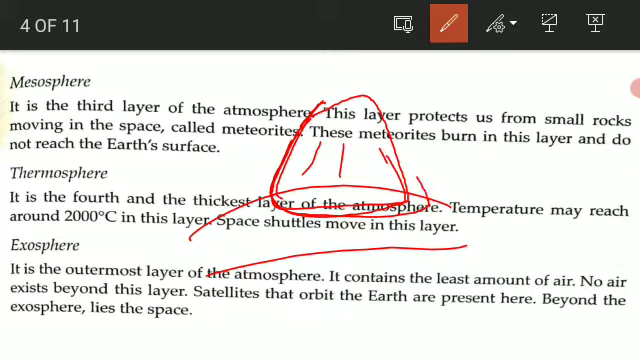 4 OF 11
Mesosphere
It is the third layer of the atmosphere. This layer protects us from small rocks
moving in the space, called meteorites. These meteorites burn in this layer and do
not reach the Earth's surface.
Thermosphere
It is the fourth and the thickest layer of the atmosphere. Temperature may reach
around 2000°C in this layer. Space shuttles move in this layer.
Exosphere
It is the outermost layer of the atmosphere. It contains the least amount of air. No air
exists beyond this layer. Satellites that orbit the Earth are present here. Beyond the
exosphere, lies the space.